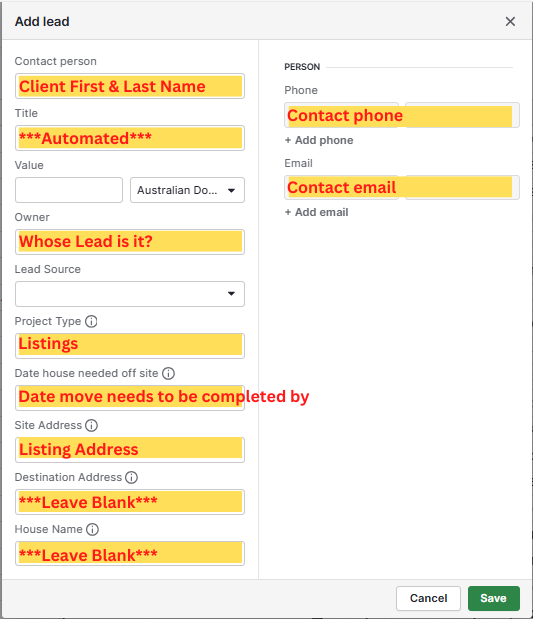 Add lead
Contact person
Client First & Last Name
Title
***Automated***
Value
Australian Do...
Owner
Whose Lead is it?
Lead Source
Project Type
Listings
Date house needed off site
Date move needs to be completed by
Site Address
Listing Address
Destination Address
***Leave Blank***
House Name
***Leave Blank***
PERSON
Phone
Contact phone
+ Add phone
Email
Contact email
+ Add email
Cancel
Save